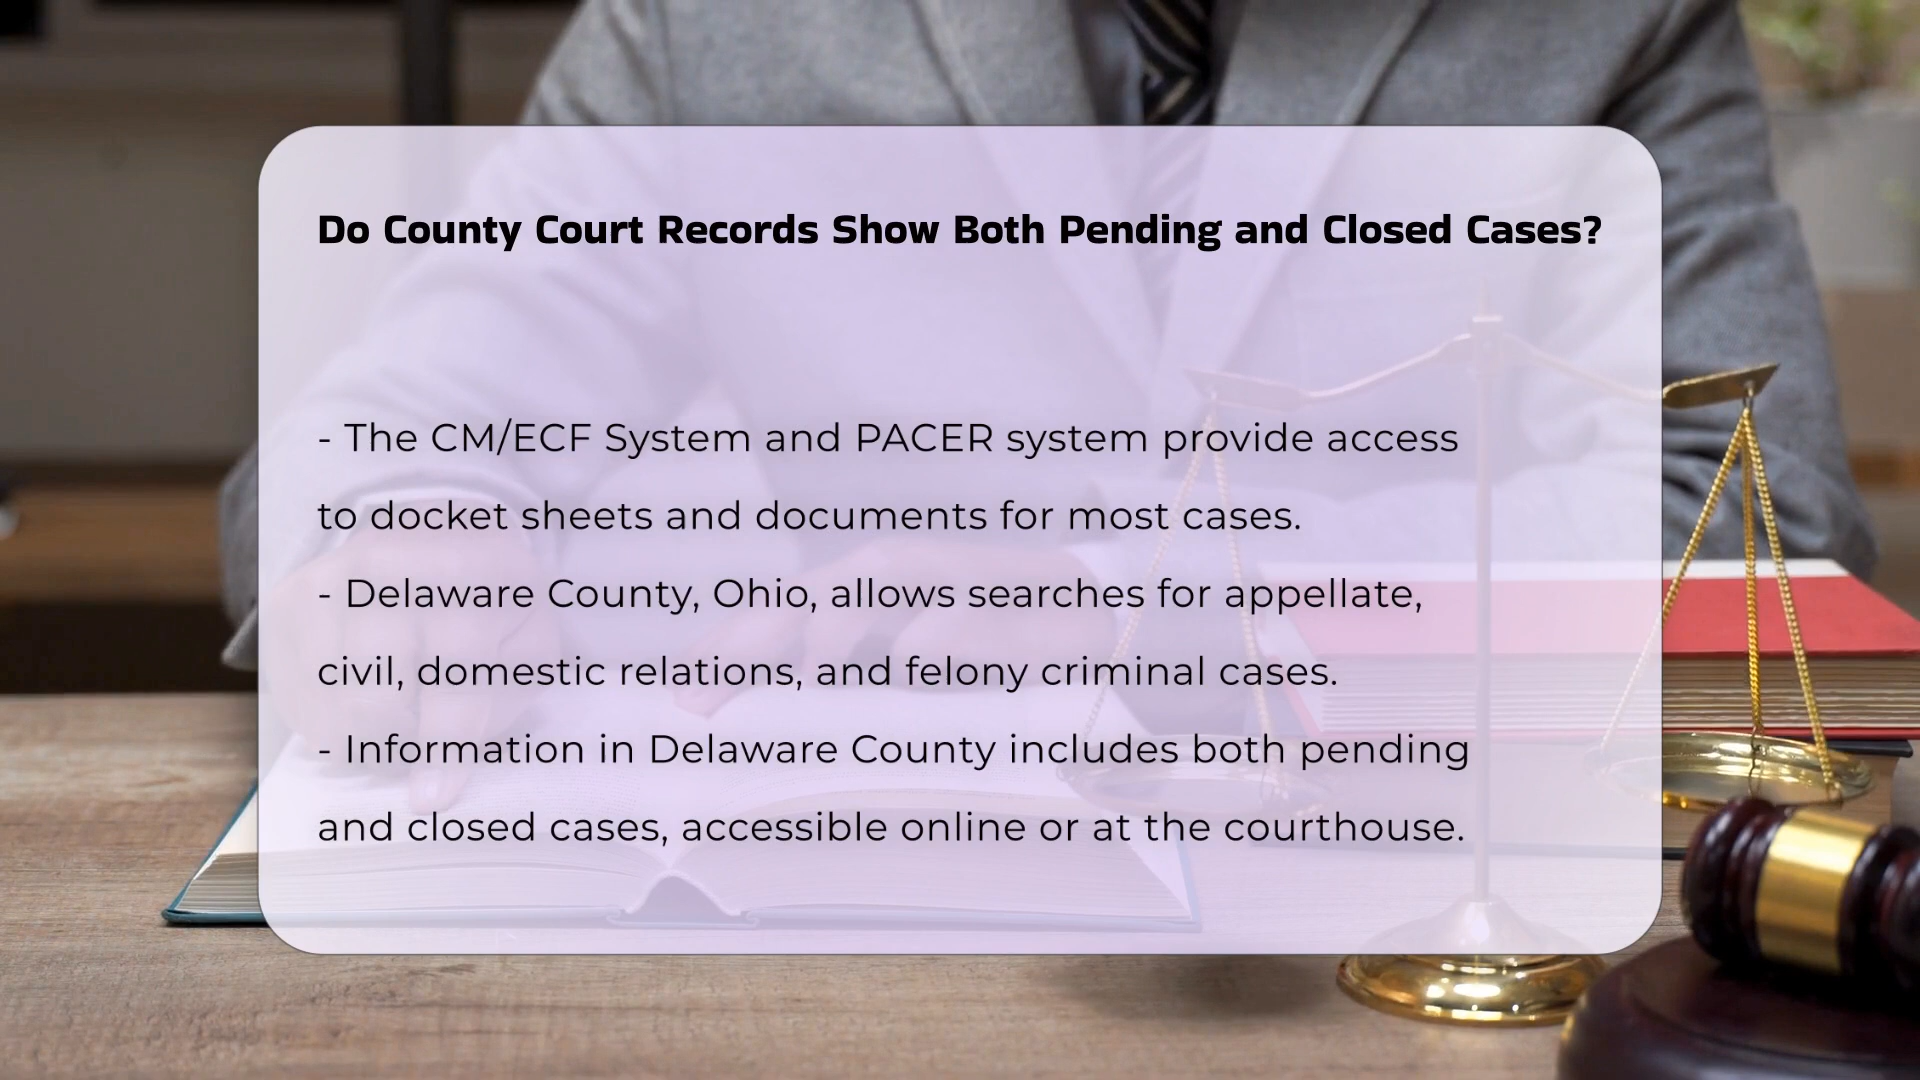 Do County Court Records Show Both Pending and Closed Cases?
- The CM/ECF System and PACER system provide access
to docket sheets and documents for most cases.
- Delaware County, Ohio, allows searches for appellate,
civil, domestic relations, and felony criminal cases.
- Information in Delaware County includes both pending
and closed cases, accessible online or at the courthouse.